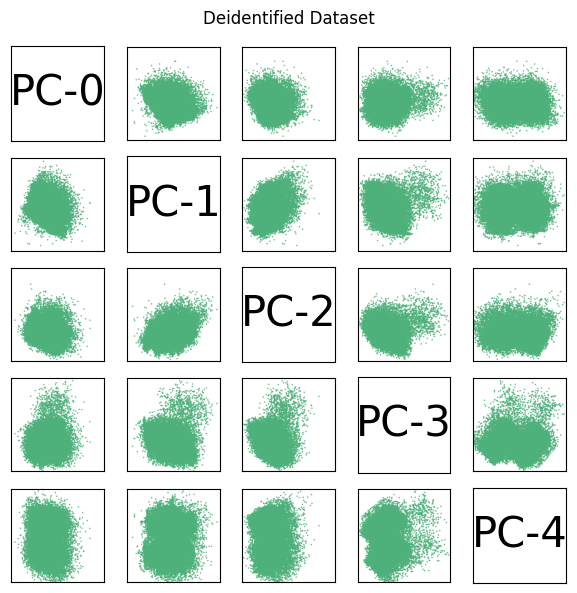 Deidentified Dataset
PC-0
PC-1
PC-2
PC-3
PC-4